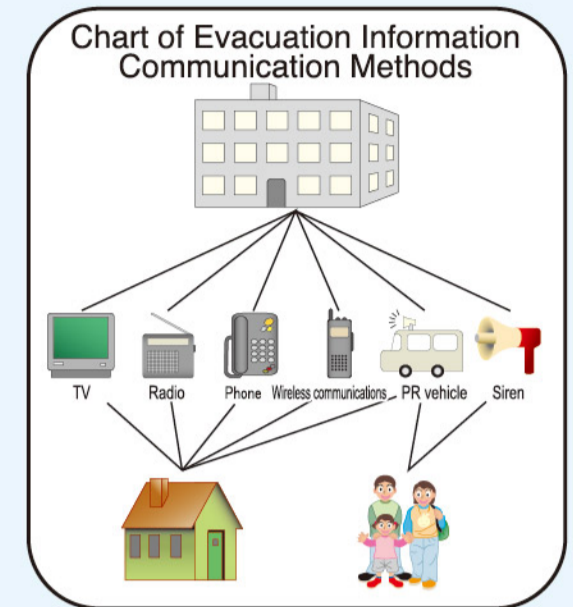 Chart of Evacuation Information
Communication Methods
TV Radio Phone Wireless communications PR vehicle Siren